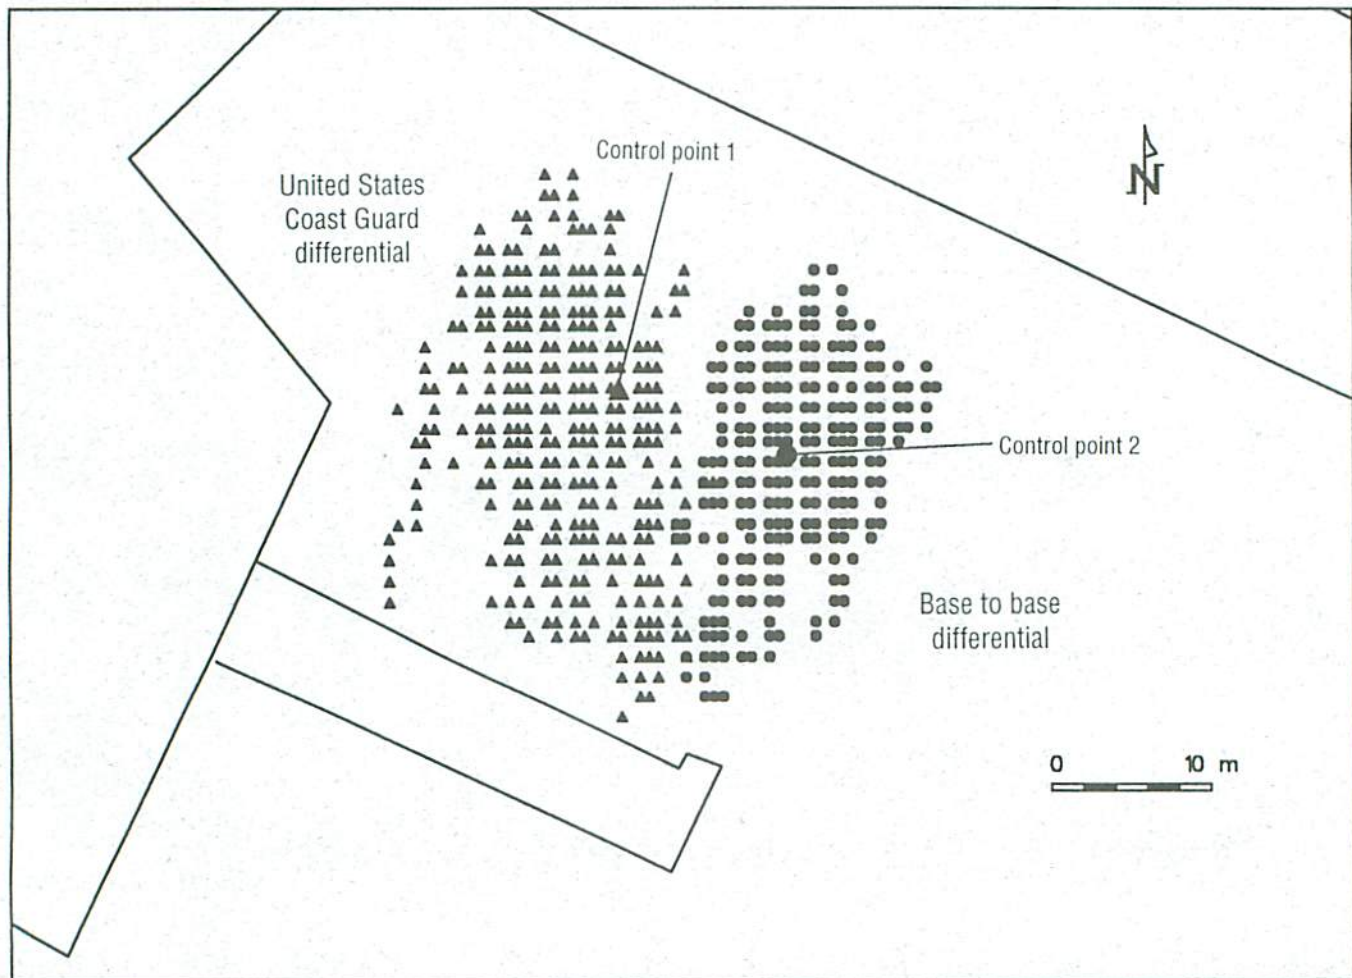 Control point 1
United States
Coast Guard
differential
N
Control point 2
Base to base
differential
0 10 m